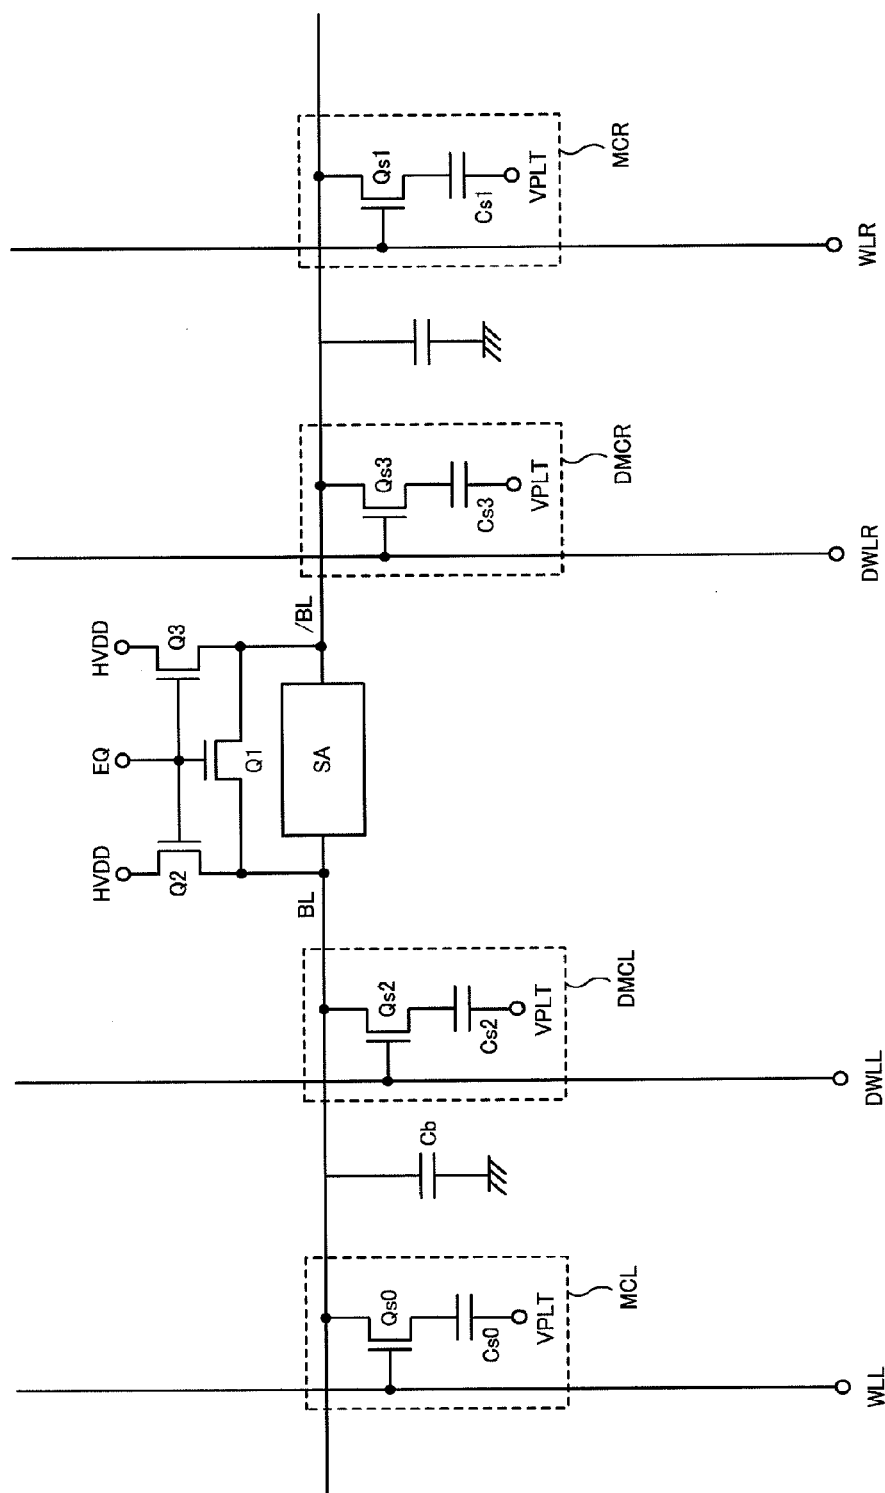 HVDD
EQ
HVDD
Q2
Q1
Q3
BL
SA
/BL
Qs0
Cs0
VPLT
MCL
Cb
Qs2
Cs2
VPLT
DMCL
Qs3
Cs3
VPLT
DMCR
Qs1
Cs1
VPLT
MCR
WLL
DWLL
DWLR
WLR